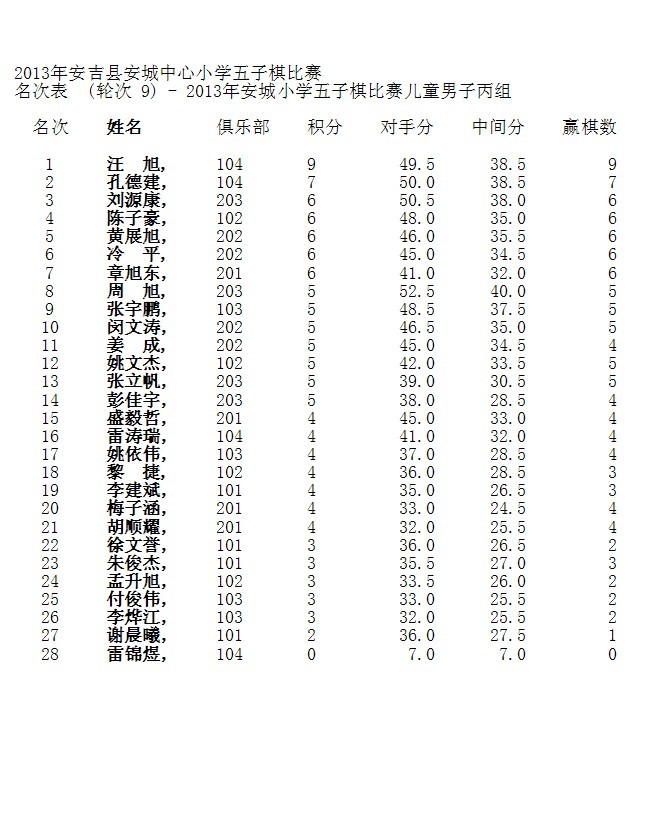 2013年安吉县安城中心小学五子棋比赛
名次表 (轮次 9) - 2013年安城小学五子棋比赛儿童男子丙组
名次 姓名 俱乐部 积分 对手分 中间分 赢棋数
1 汪 旭, 104 9 49.5 38.5 9
2 孔德建, 104 7 50.0 38.5 7
3 刘源康, 203 6 50.5 38.0 6
4 陈子豪, 102 6 48.0 35.0 6
5 黄展旭, 202 6 46.0 35.5 6
6 冷 平, 202 6 45.0 34.5 6
7 章旭东, 201 6 41.0 32.0 6
8 周 旭, 203 5 52.5 40.0 5
9 张宇鹏, 103 5 48.5 37.5 5
10 闵文涛, 202 5 46.5 35.0 5
11 姜 成, 202 5 45.0 34.5 4
12 姚文杰, 102 5 42.0 33.5 5
13 张立帆, 203 5 39.0 30.5 5
14 彭佳宇, 203 5 38.0 28.5 4
15 盛毅哲, 201 4 45.0 33.0 4
16 雷涛瑞, 104 4 41.0 32.0 4
17 姚依伟, 103 4 37.0 28.5 4
18 黎 捷, 102 4 36.0 28.5 3
19 李建斌, 101 4 35.0 26.5 3
20 梅子涵, 201 4 33.0 24.5 4
21 胡顺耀, 201 4 32.0 25.5 4
22 徐文誉, 101 3 36.0 26.5 2
23 朱俊杰, 101 3 35.5 27.0 3
24 孟升旭, 102 3 33.5 26.0 2
25 付俊伟, 103 3 33.0 25.5 2
26 李烨江, 103 3 32.0 25.5 2
27 谢晨曦, 101 2 36.0 27.5 1
28 雷锦煜, 104 0 7.0 7.0 0